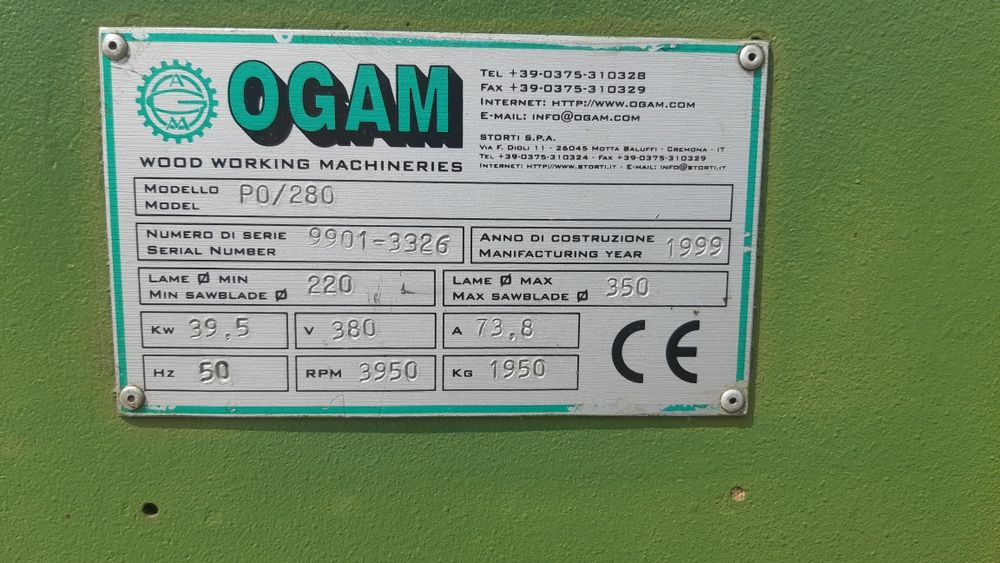 OGAM
WOOD WORKING MACHINERIES
TEL +39-0375-310328
FAX +39-0375-310329
INTERNET: HTTP://WWW.OGAM.COM
E-MAIL: INFO@OGAM.COM
STORTI S.P.A.
VIA F. DIOLI 11 - 26045 MOTTA BALUFFI - CREMONA - IT
TEL +39-0375-310324 - FAX +39-0375-310329
INTERNET: HTTP://WWW.STORTI.IT - E-MAIL: INFO@STORTI.IT
MODELLO
MODEL PO/280
NUMERO DI SERIE
SERIAL NUMBER 9901-3326
ANNO DI COSTRUZIONE
MANIFACTURING YEAR 1999
LAME Ø MIN
MIN SAWBLADE Ø 220
LAME Ø MAX
MAX SAWBLADE Ø 350
KW 39,5 V 380 A 73,8
HZ 50 RPM 3950 KG 1950
CE